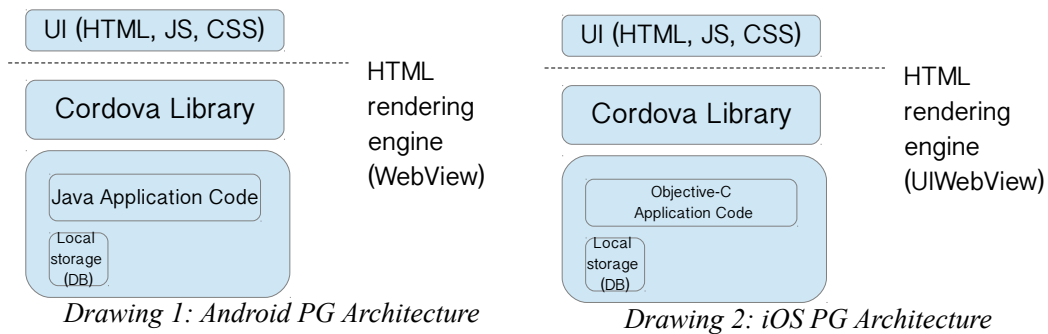 UI (HTML, JS, CSS)
Cordova Library
HTML
rendering
engine
(WebView)
Java Application Code
Local
storage
(DB)
Drawing 1: Android PG Architecture
UI (HTML, JS, CSS)
Cordova Library
HTML
rendering
engine
(UIWebView)
Objective-C
Application Code
Local
storage
(DB)
Drawing 2: iOS PG Architecture